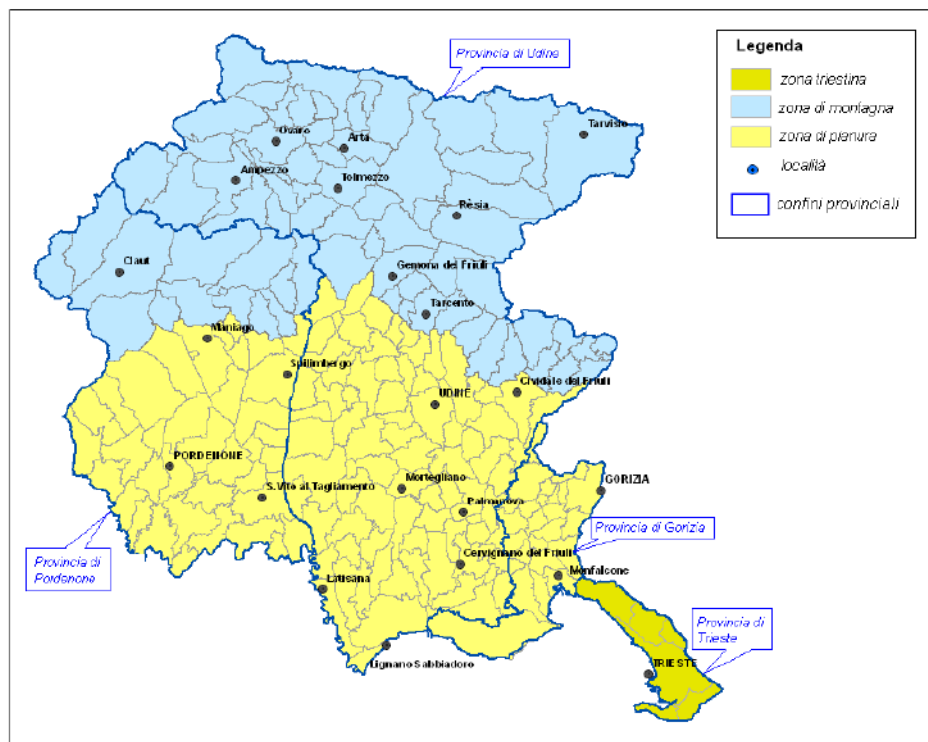 Provincia di Udine
Legenda
zona triestina
zona di montagna
zona di pianura
località
confini provinciali
Tarvisio
Ovaro
Arta
Ampezzo
Tolmezzo
Rèsia
Claut
Gemona del Friuli
Tarcento
Maniago
Spilimbergo
Cividale del Friuli
UDINE
PORDENONE
S.Vito al Tagliamento
Mortegliano
GORIZIA
Palmanova
Provincia di Gorizia
Provincia di
Pordenone
Cervignano del Friuli
Monfalcone
Latisana
Provincia di
Trieste
Lignano Sabbiadoro
TRIESTE